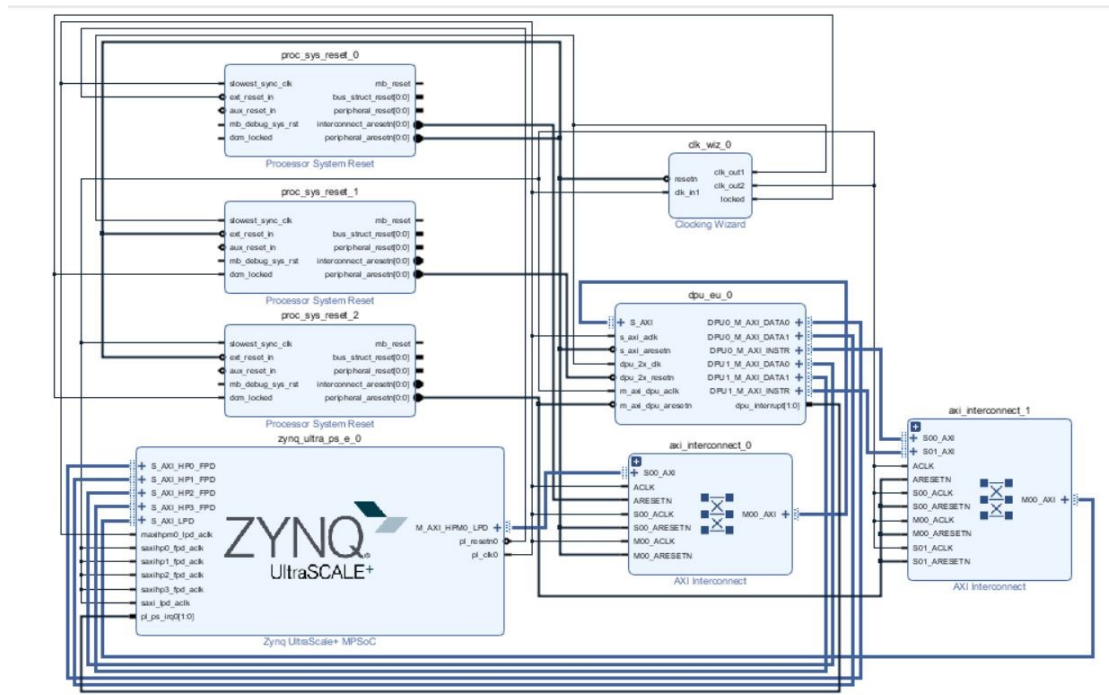 proc_sys_reset_0
slowest_sync_clk
mb_reset
ext_reset_in
bus_struct_reset[0:0]
aux_reset_in
peripheral_reset[0:0]
mb_debug_sys_rst
interconnect_aresetn[0:0]
dcm_locked
peripheral_aresetn[0:0]
Processor System Reset
clk_wiz_0
resetn
clk_in1
clk_out1
clk_out2
locked
Clocking Wizard
proc_sys_reset_1
slowest_sync_clk
mb_reset
ext_reset_in
bus_struct_reset[0:0]
aux_reset_in
peripheral_reset[0:0]
mb_debug_sys_rst
interconnect_aresetn[0:0]
dcm_locked
peripheral_aresetn[0:0]
Processor System Reset
proc_sys_reset_2
slowest_sync_clk
mb_reset
ext_reset_in
bus_struct_reset[0:0]
aux_reset_in
peripheral_reset[0:0]
mb_debug_sys_rst
interconnect_aresetn[0:0]
dcm_locked
peripheral_aresetn[0:0]
Processor System Reset
dpu_eu_0
S_AXI
s_axi_aclk
s_axi_aresetn
dpu_2x_clk
dpu_2x_resetn
m_axi_dpu_aclk
m_axi_dpu_aresetn
DPU0_M_AXI_DATA0
DPU0_M_AXI_DATA1
DPU0_M_AXI_INSTR
DPU1_M_AXI_DATA0
DPU1_M_AXI_DATA1
DPU1_M_AXI_INSTR
dpu_interrupt[1:0]
zynq_ultra_ps_e_0
S_AXI_HP0_FPD
S_AXI_HP1_FPD
S_AXI_HP2_FPD
S_AXI_HP3_FPD
S_AXI_LPD
maxihpm0_lpd_aclk
saxihp0_fpd_aclk
saxihp1_fpd_aclk
saxihp2_fpd_aclk
saxihp3_fpd_aclk
saxi_lpd_aclk
pl_ps_irq0[1:0]
ZYNQ
UltraSCALE+
M_AXI_HPM0_LPD
pl_resetn0
pl_clk0
Zynq UltraScale+ MPSoC
axi_interconnect_0
S00_AXI
ACLK
ARESETN
S00_ACLK
S00_ARESETN
M00_ACLK
M00_ARESETN
M00_AXI
AXI Interconnect
axi_interconnect_1
S00_AXI
S01_AXI
ACLK
ARESETN
S00_ACLK
S00_ARESETN
M00_ACLK
M00_ARESETN
S01_ACLK
S01_ARESETN
M00_AXI
AXI Interconnect